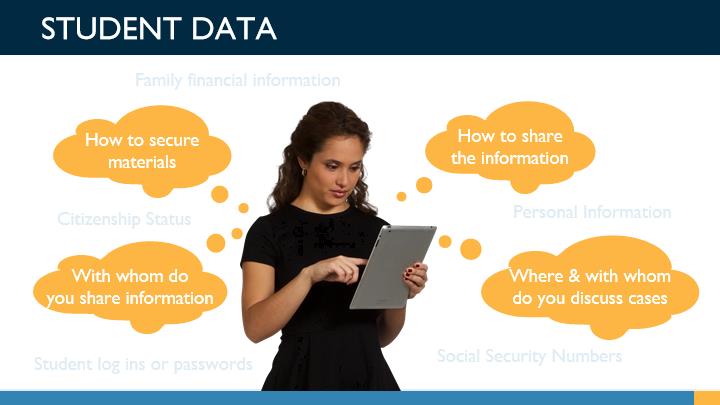 STUDENT DATA
Family financial information
How to secure
materials
How to share
the information
Citizenship Status
Personal Information
With whom do
you share information
Where & with whom
do you discuss cases
Student log ins or passwords
Social Security Numbers